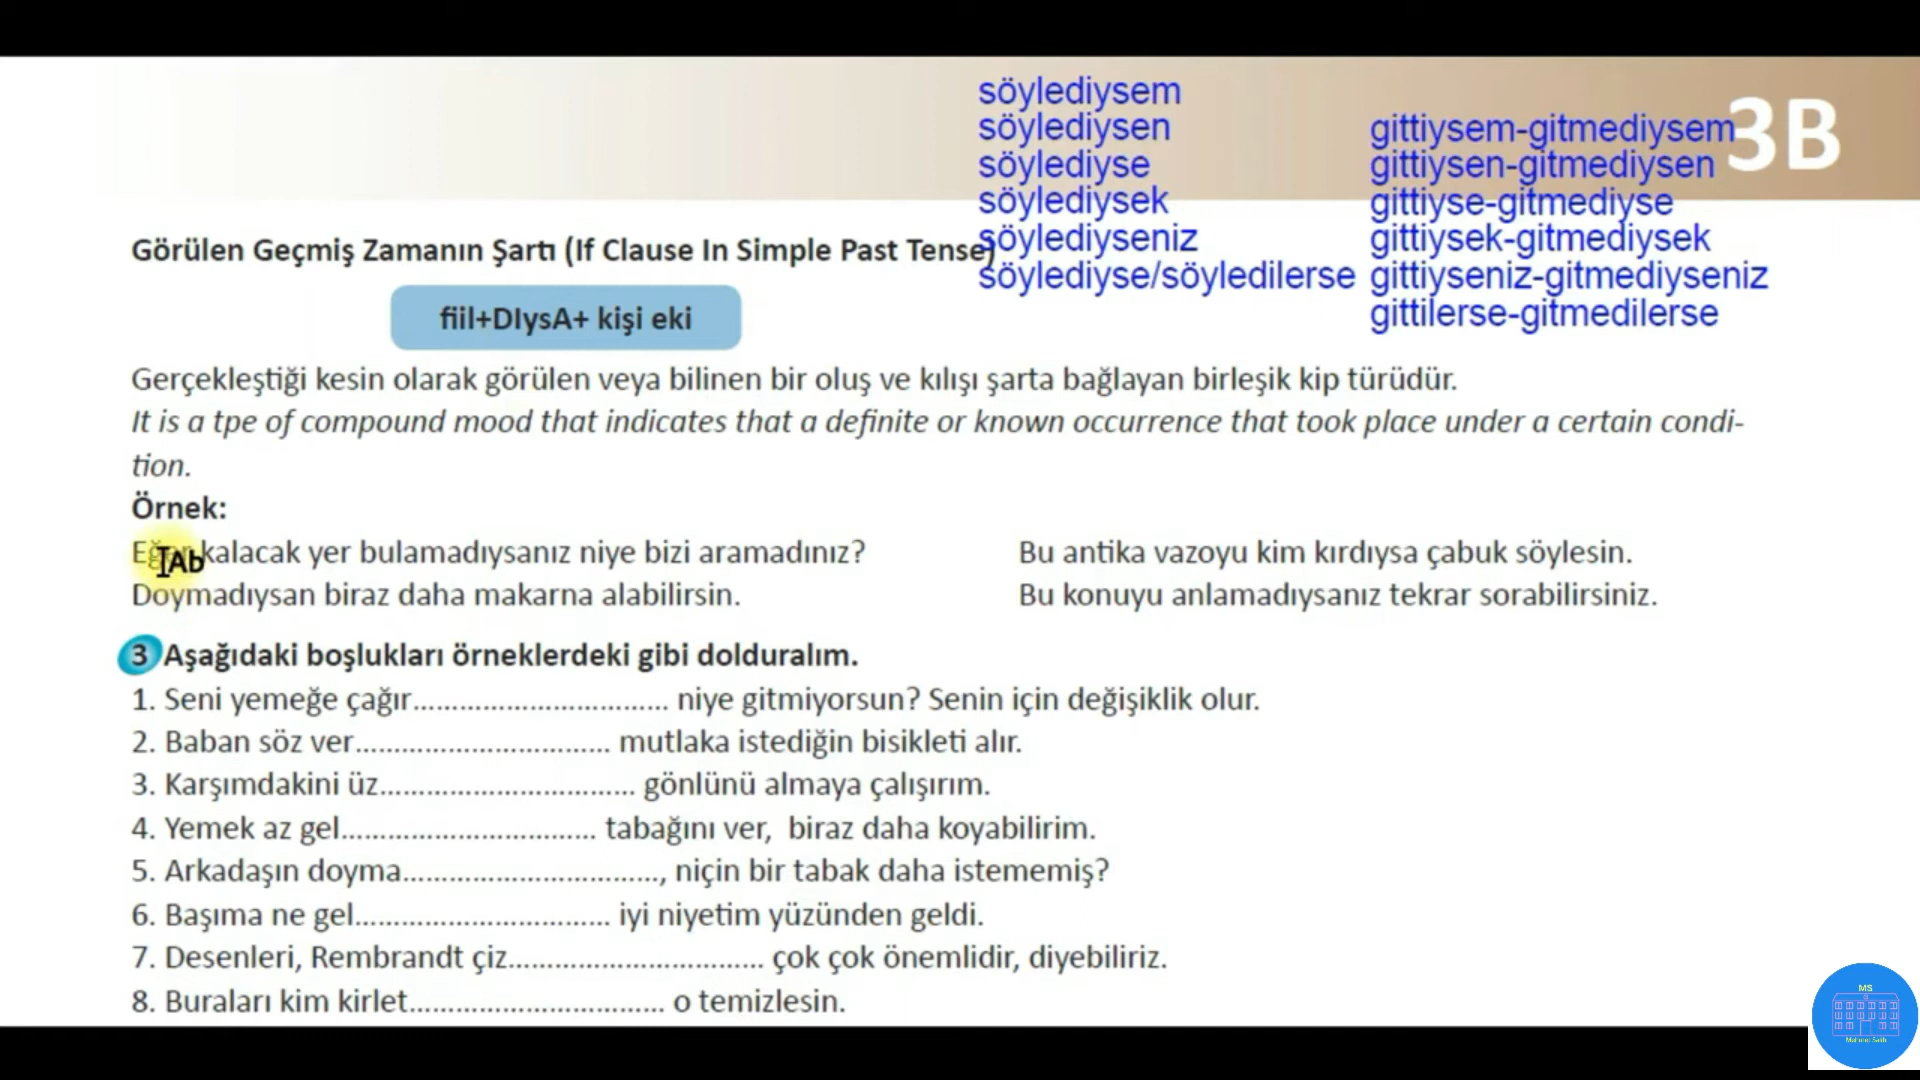 söylediysem
söylediysen
söylediyse
söylediysek
söylediyseniz
söylediyse/söyledilerse
gittiysem-gitmediysem
gittiysen-gitmediysen
gittiyse-gitmediyse
gittiysek-gitmediysek
gittiyseniz-gitmediyseniz
gittilerse-gitmedilerse
3B
Görülen Geçmiş Zamanın Şartı (If Clause In Simple Past Tense)
fiil+DIysA+ kişi eki
Gerçekleştiği kesin olarak görülen veya bilinen bir oluş ve kılışı şarta bağlayan birleşik kip türüdür.
It is a tpe of compound mood that indicates that a definite or known occurrence that took place under a certain condi-
tion.
Örnek:
Eğer kalacak yer bulamadıysanız niye bizi aramadınız?
Bu antika vazoyu kim kırdıysa çabuk söylesin.
Ab
Doymadıysan biraz daha makarna alabilirsin.
Bu konuyu anlamadıysanız tekrar sorabilirsiniz.
3 Aşağıdaki boşlukları örneklerdeki gibi dolduralım.
1. Seni yemeğe çağır................................. niye gitmiyorsun? Senin için değişiklik olur.
2. Baban söz ver................................. mutlaka istediğin bisikleti alır.
3. Karşımdakini üz................................. gönlünü almaya çalışırım.
4. Yemek az gel................................. tabağını ver, biraz daha koyabilirim.
5. Arkadaşın doyma................................., niçin bir tabak daha istememiş?
6. Başıma ne gel................................. iyi niyetim yüzünden geldi.
7. Desenleri, Rembrandt çiz................................. çok çok önemlidir, diyebiliriz.
8. Buraları kim kirlet................................. o temizlesin.
MS
Mehmet Salih